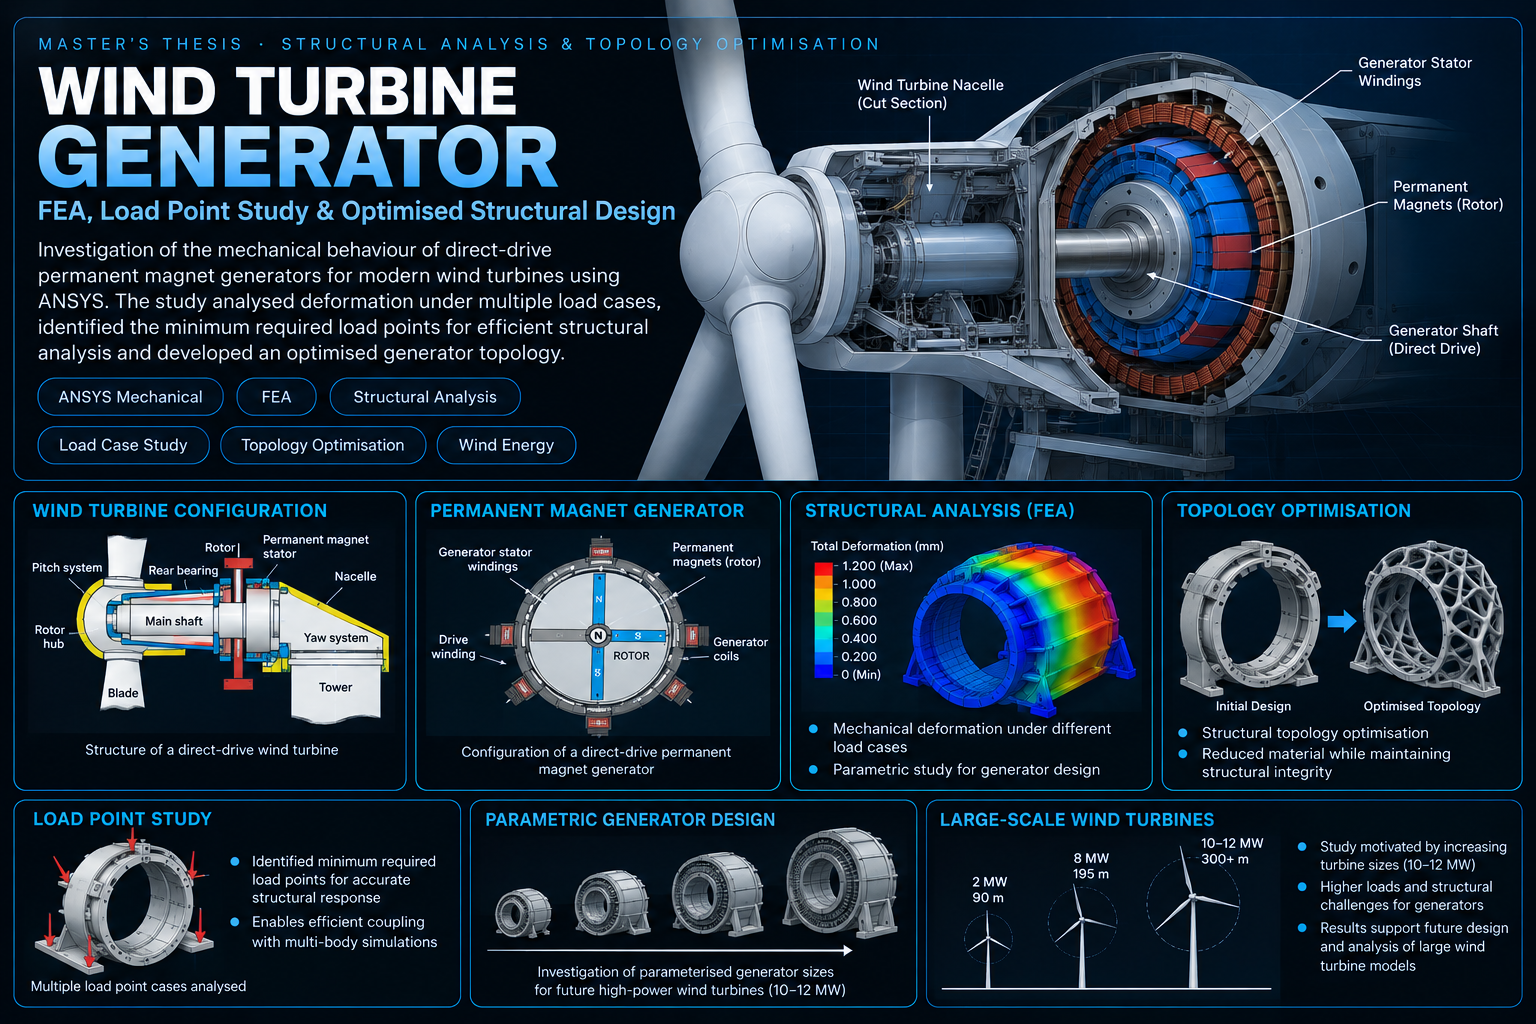 MASTER'S THESIS · STRUCTURAL ANALYSIS & TOPOLOGY OPTIMISATION
WIND TURBINE
GENERATOR
FEA, Load Point Study & Optimised Structural Design
Investigation of the mechanical behaviour of direct-drive
permanent magnet generators for modern wind turbines using
ANSYS. The study analysed deformation under multiple load cases,
identified the minimum required load points for efficient structural
analysis and developed an optimised generator topology.
ANSYS Mechanical
FEA
Structural Analysis
Load Case Study
Topology Optimisation
Wind Energy
Wind Turbine Nacelle
(Cut Section)
Generator Stator
Windings
Permanent
Magnets (Rotor)
Generator Shaft
(Direct Drive)
WIND TURBINE CONFIGURATION
Rotor
Permanent magnet
stator
Pitch system
Rear bearing
Nacelle
Main shaft
Rotor
hub
Yaw system
Blade
Tower
Structure of a direct-drive wind turbine
PERMANENT MAGNET GENERATOR
Generator stator
windings
Permanent
magnets (rotor)
N
N
S
Drive
winding
ROTOR
Generator
coils
S
Configuration of a direct-drive permanent
magnet generator
STRUCTURAL ANALYSIS (FEA)
Total Deformation (mm)
1.200 (Max)
1.000
0.800
0.600
0.400
0.200
0 (Min)
Mechanical deformation under different
load cases
Parametric study for generator design
TOPOLOGY OPTIMISATION
Initial Design
Optimised Topology
Structural topology optimisation
Reduced material while maintaining
structural integrity
LOAD POINT STUDY
Identified minimum required
load points for accurate
structural response
Enables efficient coupling
with multi-body simulations
Multiple load point cases analysed
PARAMETRIC GENERATOR DESIGN
Investigation of parameterised generator sizes
for future high-power wind turbines (10–12 MW)
LARGE-SCALE WIND TURBINES
2 MW
90 m
8 MW
195 m
10–12 MW
300+ m
Study motivated by increasing
turbine sizes (10–12 MW)
Higher loads and structural
challenges for generators
Results support future design
and analysis of large wind
turbine models